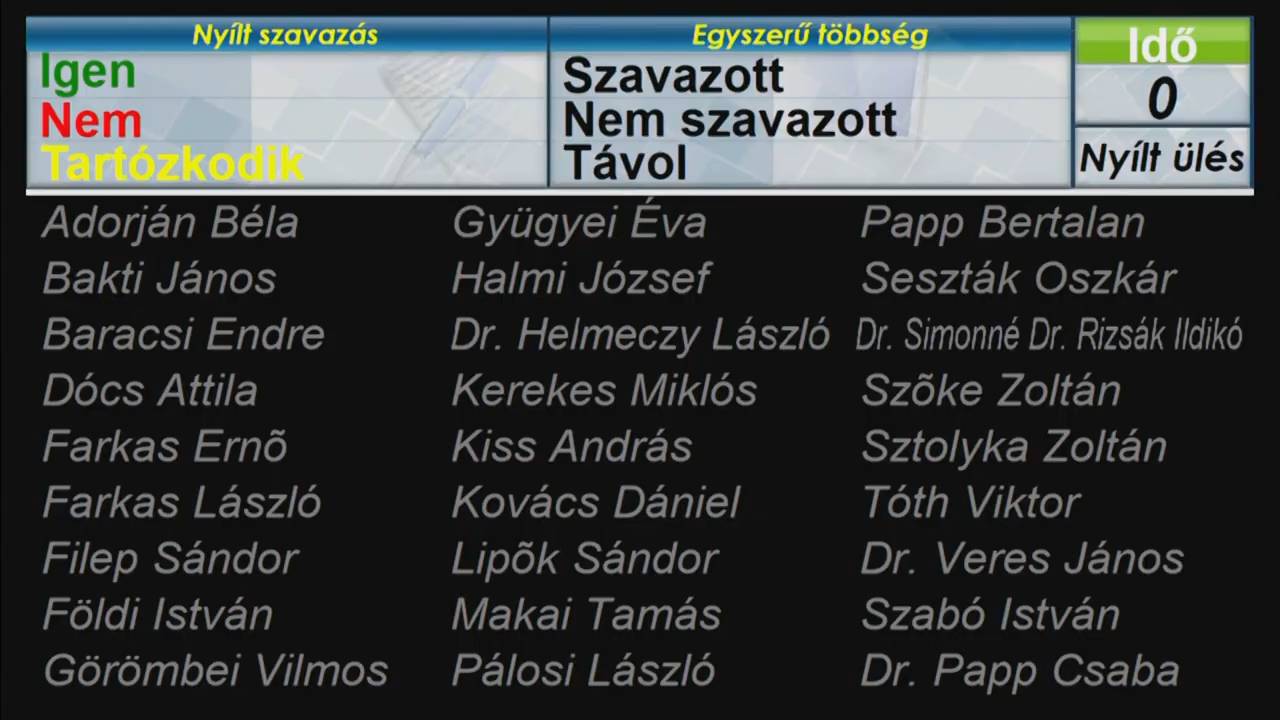 Nyílt szavazás
Igen
Nem
Tartózkodik
Egyszerű többség
Szavazott
Nem szavazott
Távol
Idő
0
Nyílt ülés
Adorján Béla
Bakti János
Baracsi Endre
Dócs Attila
Farkas Ernõ
Farkas László
Filep Sándor
Földi István
Görömbei Vilmos
Gyügyei Éva
Halmi József
Dr. Helmeczy László
Kerekes Miklós
Kiss András
Kovács Dániel
Lipõk Sándor
Makai Tamás
Pálosi László
Papp Bertalan
Seszták Oszkár
Dr. Simonné Dr. Rizsák Ildikó
Szõke Zoltán
Sztolyka Zoltán
Tóth Viktor
Dr. Veres János
Szabó István
Dr. Papp Csaba